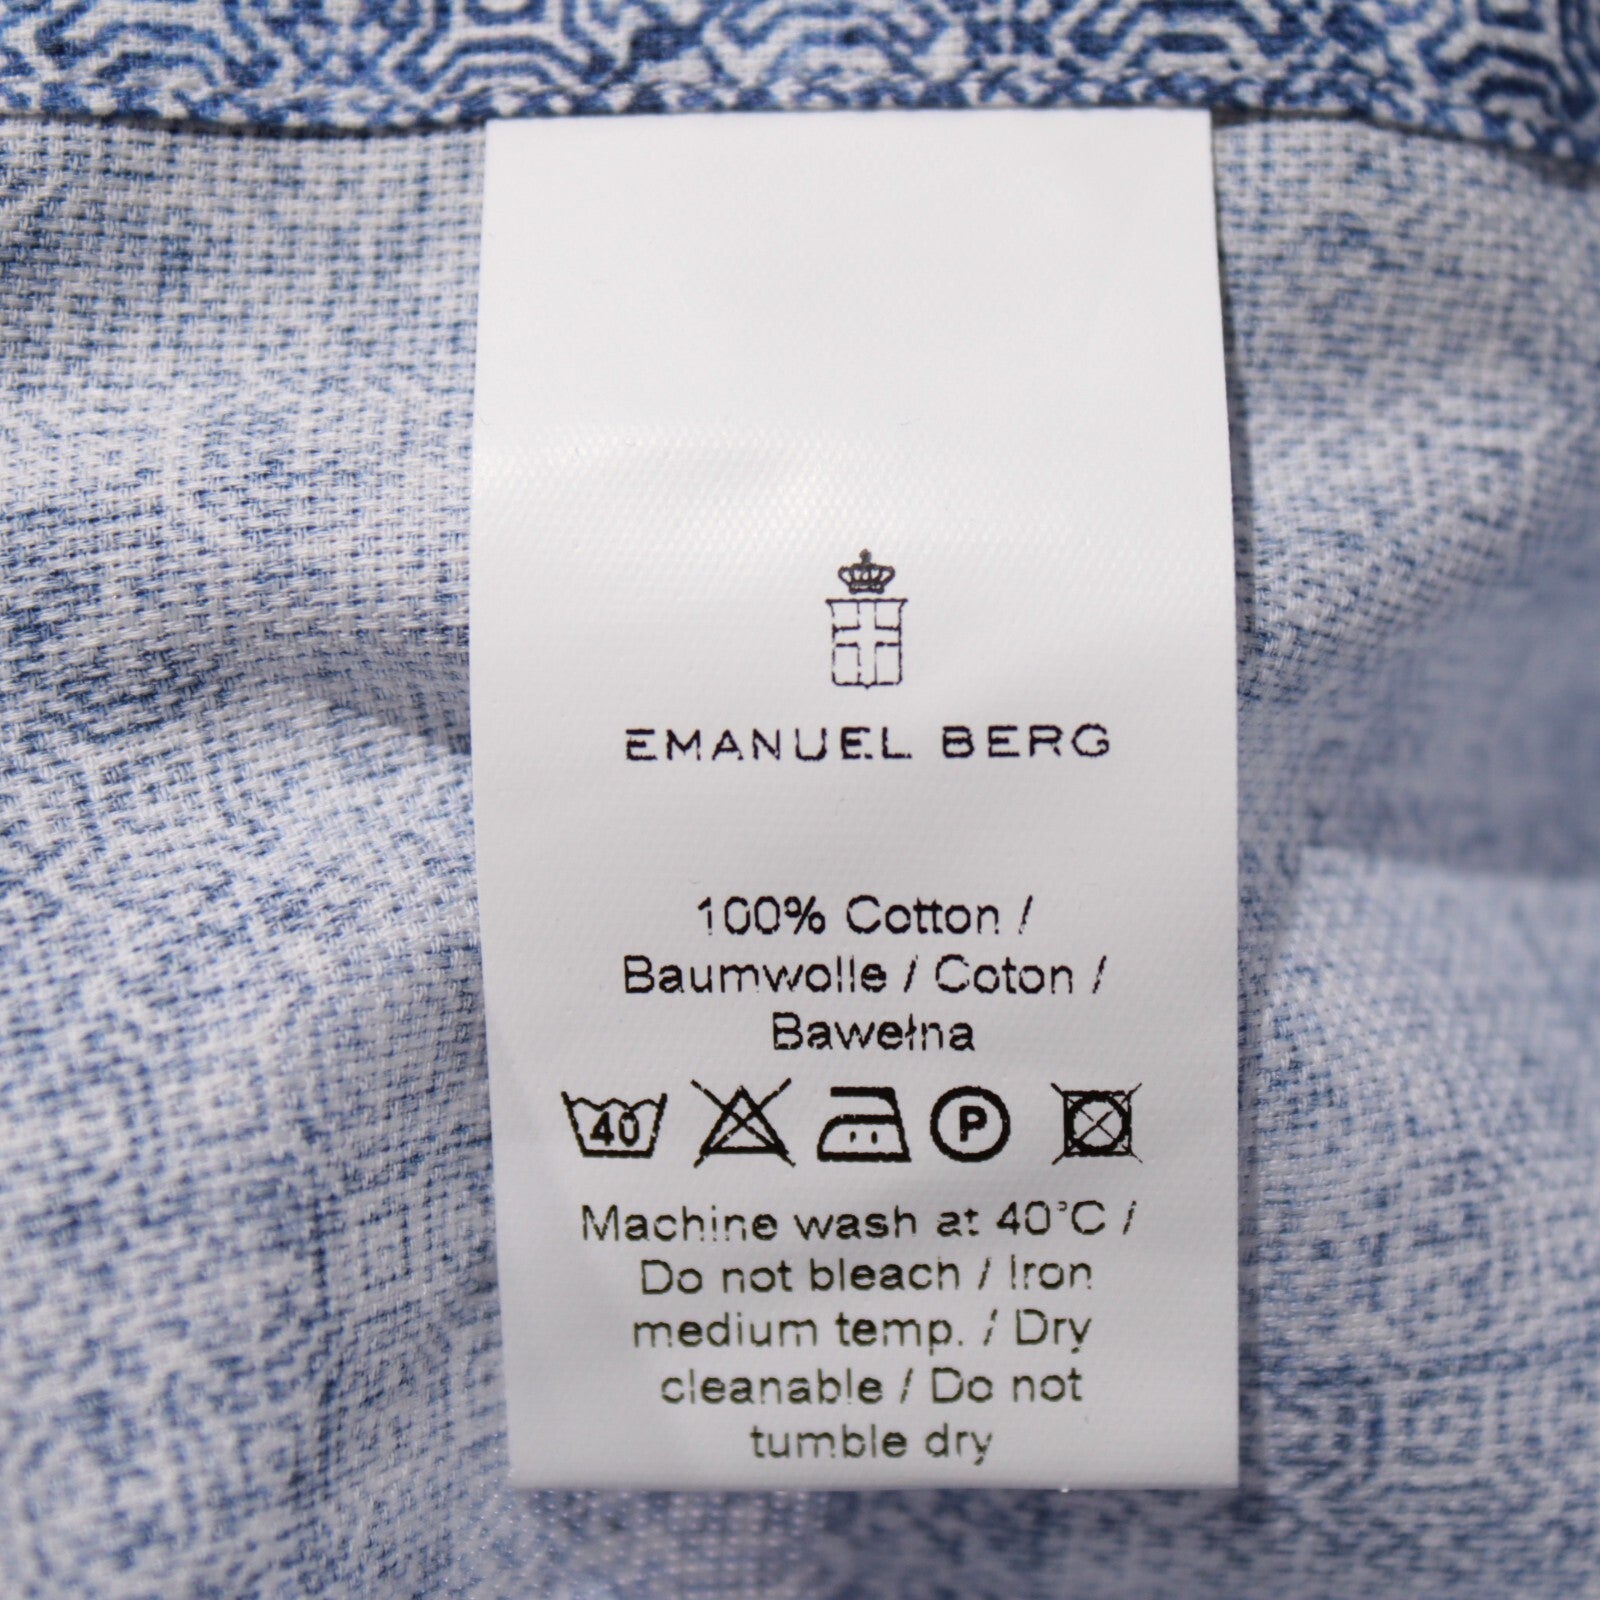 EMANUEL BERG
100% Cotton /
Baumwolle / Coton /
Bawełna
40 P
Machine wash at 40°C /
Do not bleach / Iron
medium temp. / Dry
cleanable / Do not
tumble dry